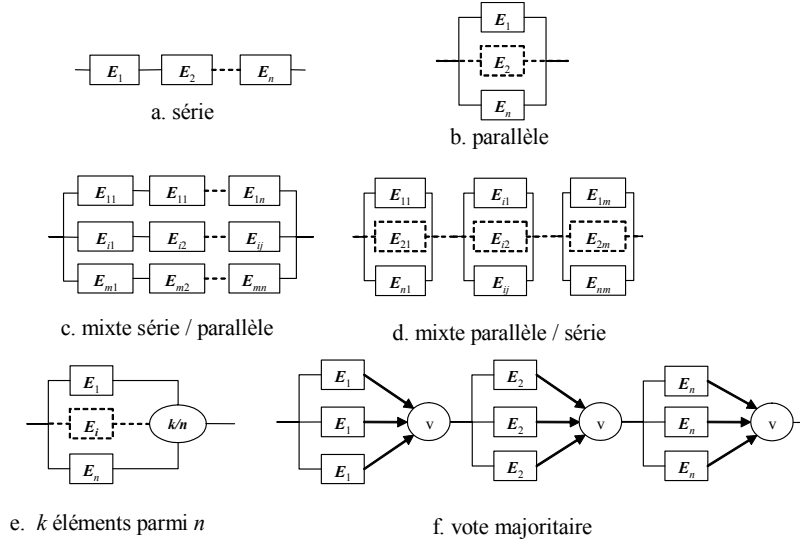 E1 E2 En
a. série
E1
E2
En
b. parallèle
E11 E11 E1n
Ei1 Ei2 Eij
Em1 Em2 Emn
c. mixte série / parallèle
E11 Ei1 E1m
E21 Ei2 E2m
En1 Eij Enm
d. mixte parallèle / série
E1
Ei k/n
En
e. k éléments parmi n
E1 E2 En
E1 v E2 v En v
E1 E2 En
f. vote majoritaire